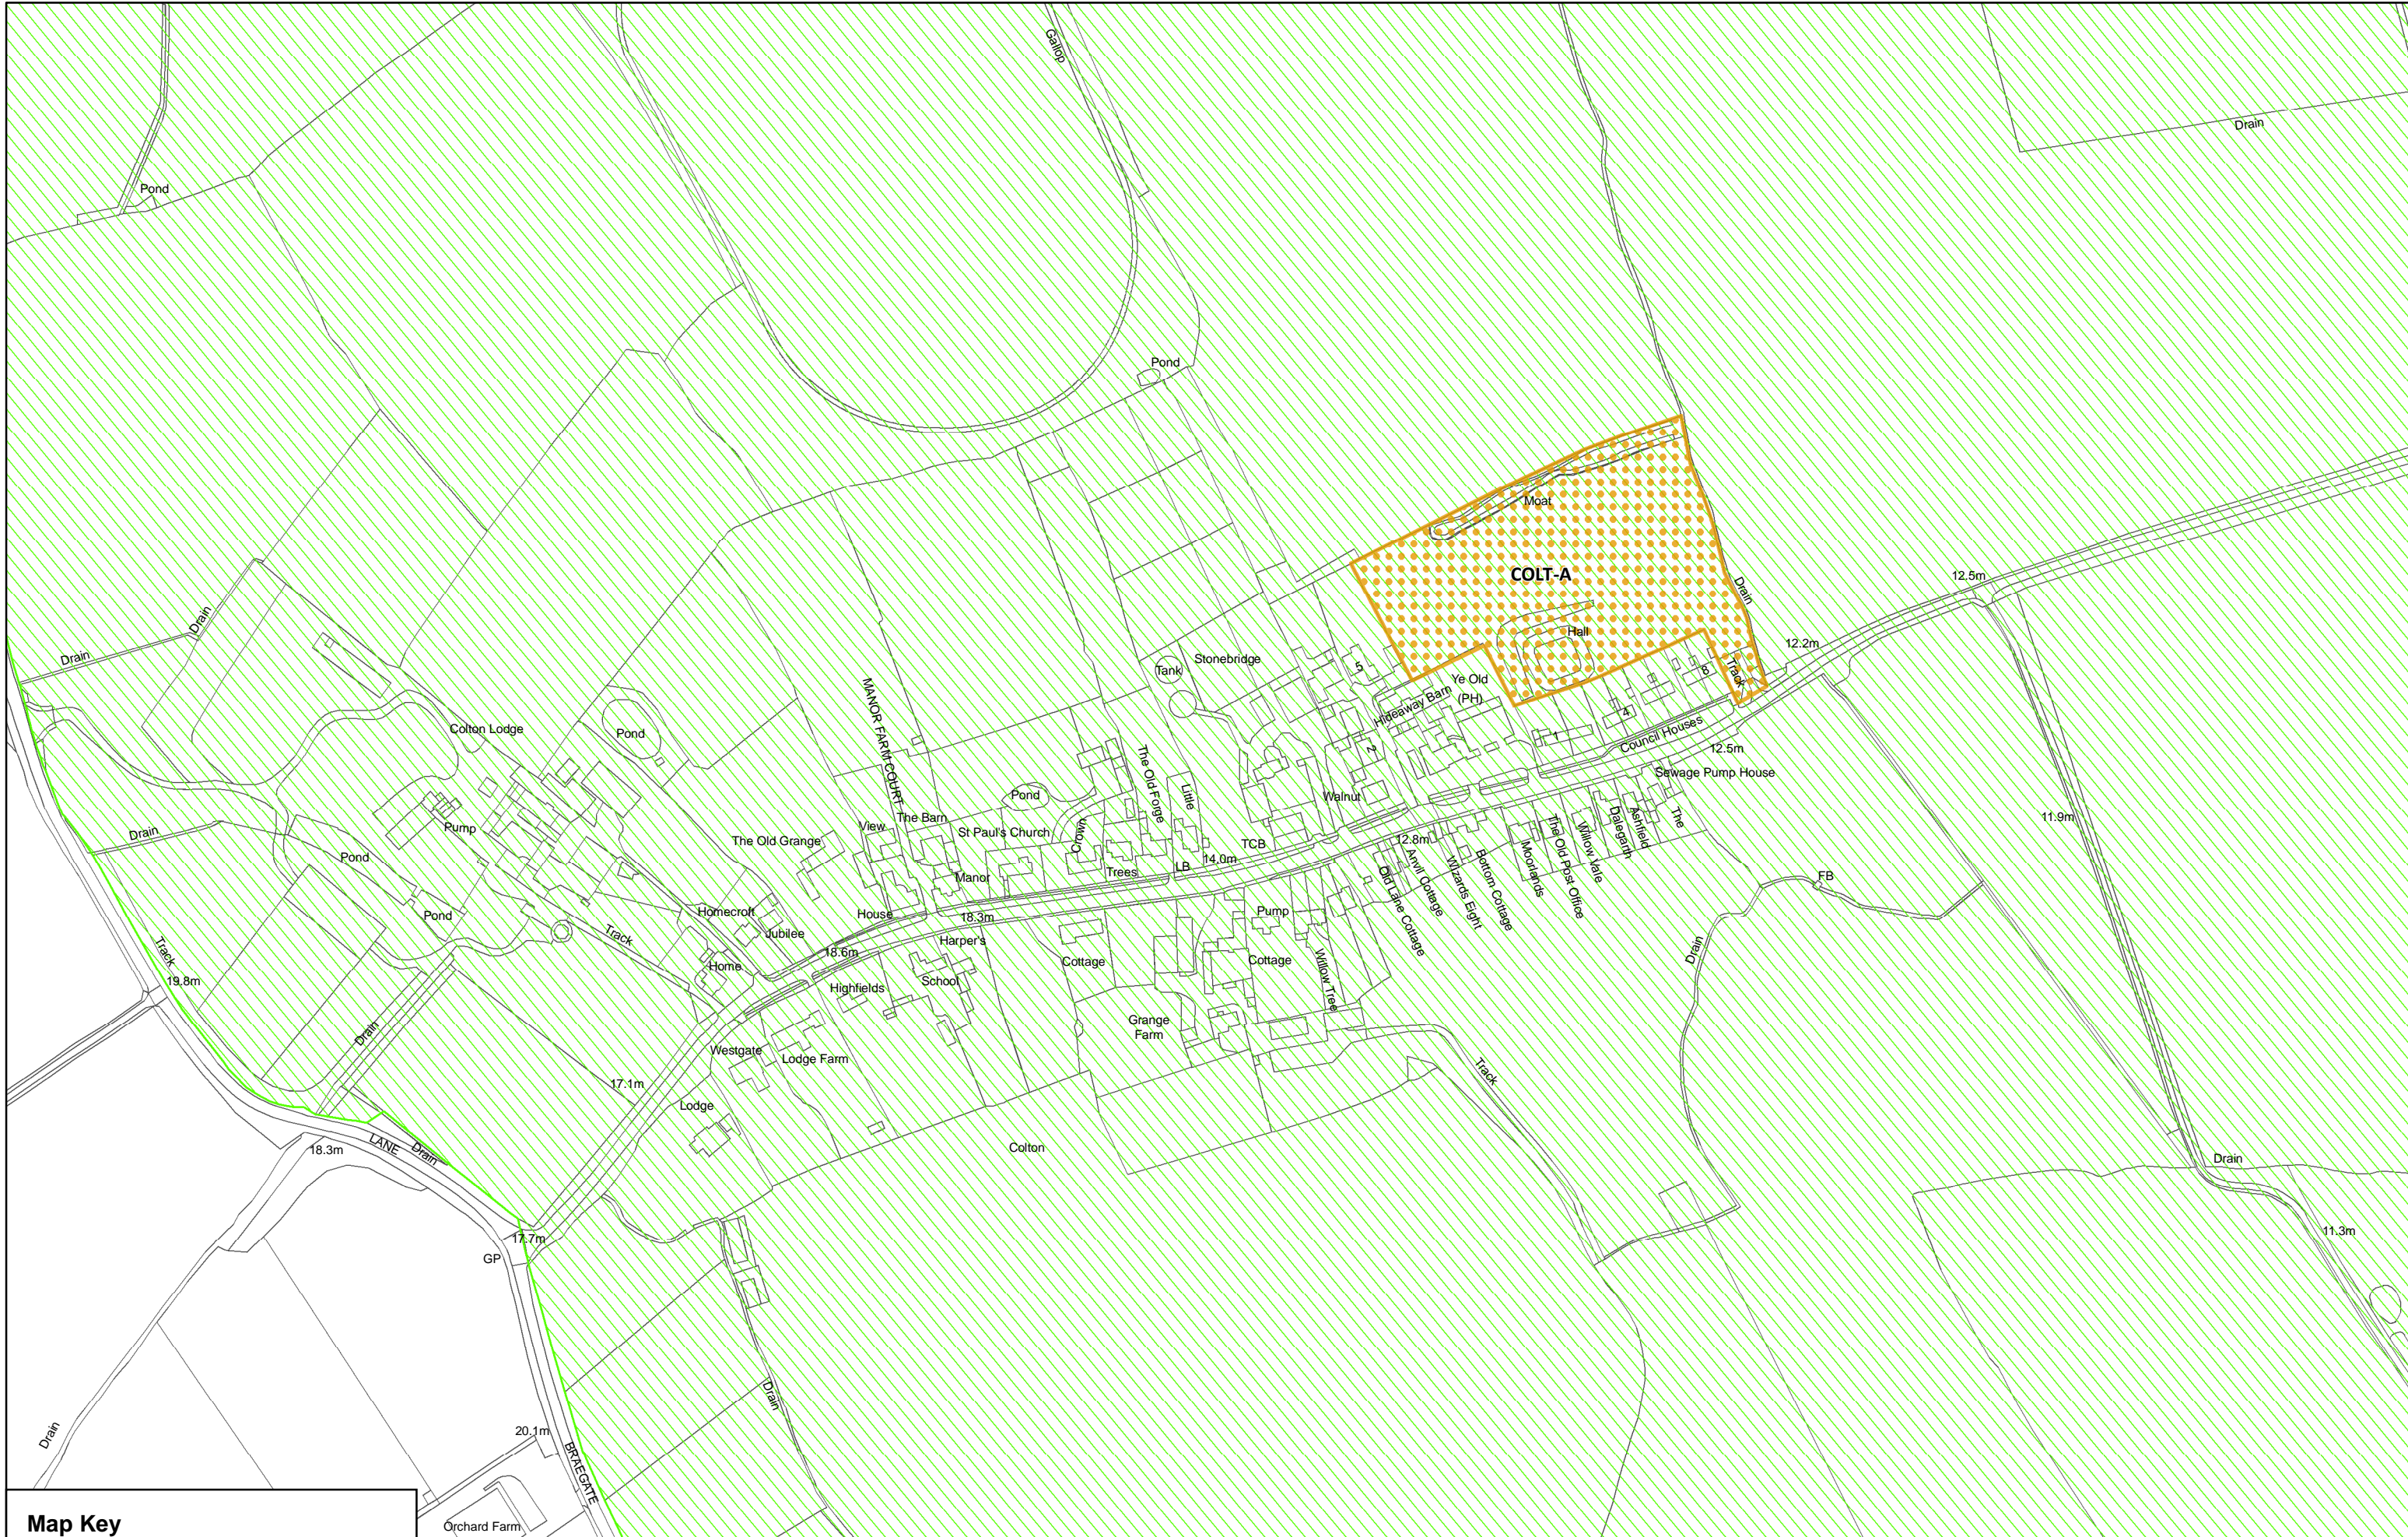 Gallop
Drain
Pond
Pond
Moat
COLT-A
12.5m
Drain
Drain
Hall
12.2m
Drain
Stonebridge
5
Tank
Track
8
Ye Old
(PH)
MANOR FARM COURT
Hideaway Barn
4
Colton Lodge
Pond
1
Council Houses
2
12.5m
Sewage Pump House
The Old Forge
Little
Pond
Walnut
11.9m
The Barn
View
Pump
Drain
The Old Grange
St Paul's Church
Crown
TCB
12.8m
The
Ashfield
Dalegarth
Willow Vale
The Old Post Office
Moorlands
Pond
14.0m
LB
Trees
Manor
Bottom Cottage
Wizards Eight
Anvil Cottage
Old Lane Cottage
FB
Pond
Homecroft
House
18.3m
Pump
Jubilee
Track
Harper's
Track
18.6m
Drain
Cottage
Cottage
Home
19.8m
School
Highfields
Willow Tree
Grange
Farm
Drain
Westgate
Lodge Farm
Track
17.1m
Lodge
LANE
Drain
18.3m
Colton
Drain
17.7m
GP
11.3m
Drain
Drain
20.1m
BRAEGATE
Map Key
Orchard Farm